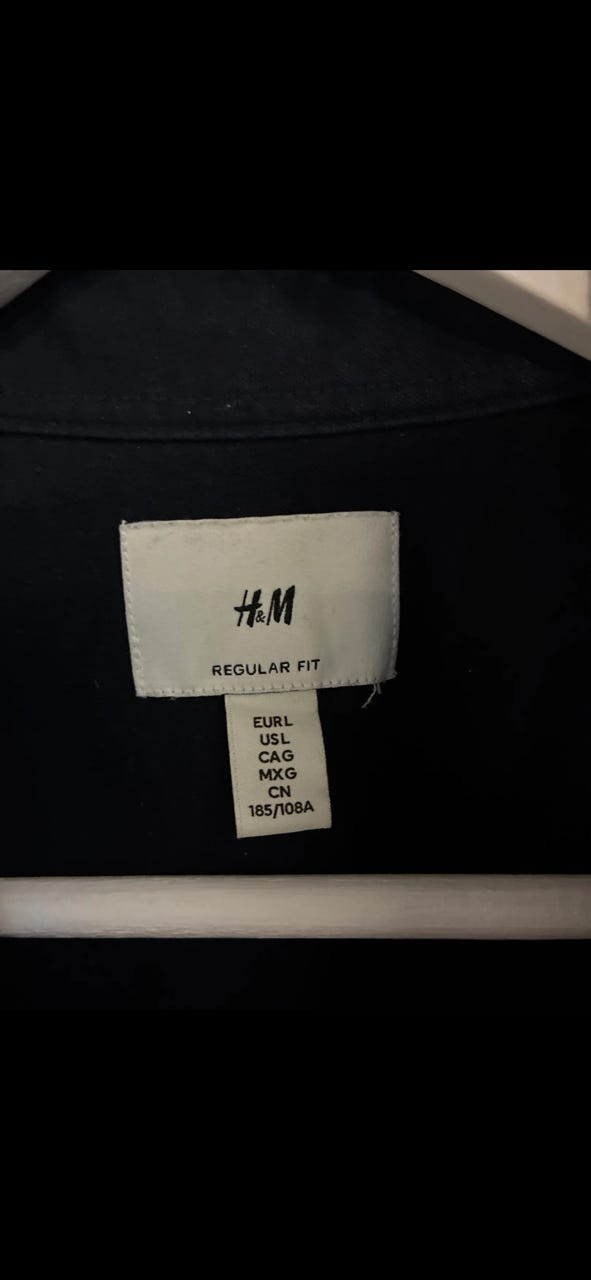 H&M
REGULAR FIT
EURL
USL
CAG
MXG
CN
185/108A